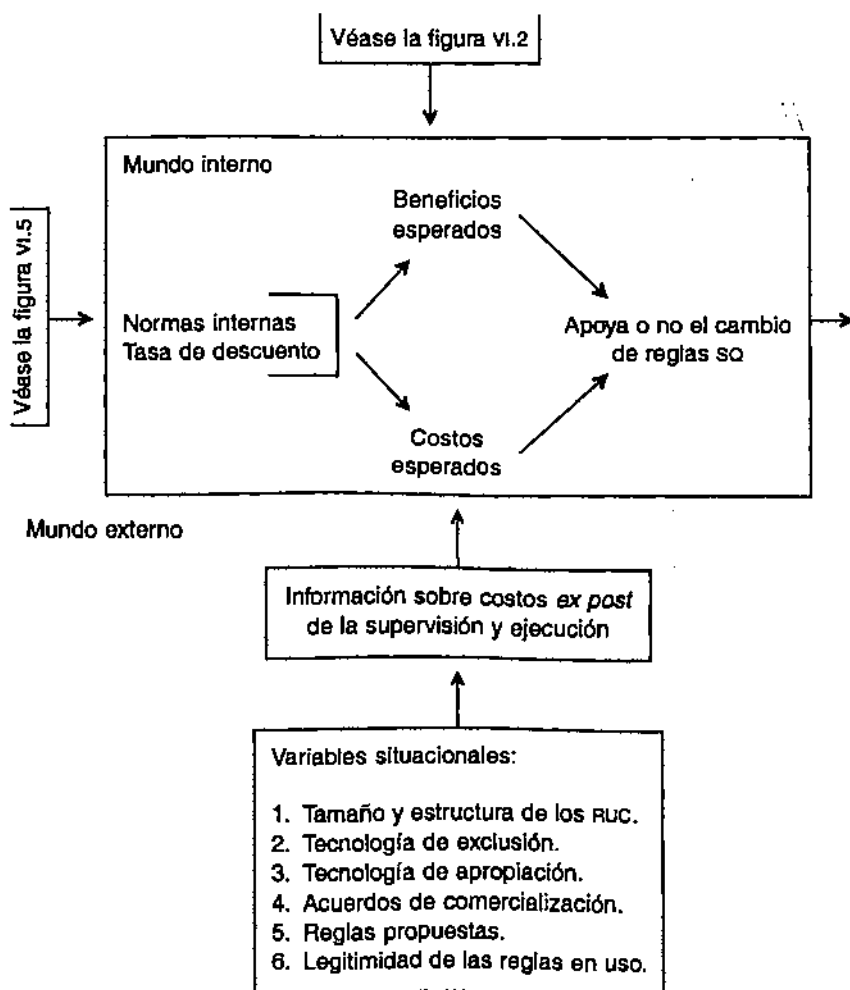 Véase la figura VI.2
Mundo interno
Beneficios
esperados
Véase la figura VI.5
Normas internas
Tasa de descuento
Apoya o no el cambio
de reglas SQ
Costos
esperados
Mundo externo
Información sobre costos ex post
de la supervisión y ejecución
Variables situacionales:
1. Tamaño y estructura de los RUC.
2. Tecnología de exclusión.
3. Tecnología de apropiación.
4. Acuerdos de comercialización.
5. Reglas propuestas.
6. Legitimidad de las reglas en uso.